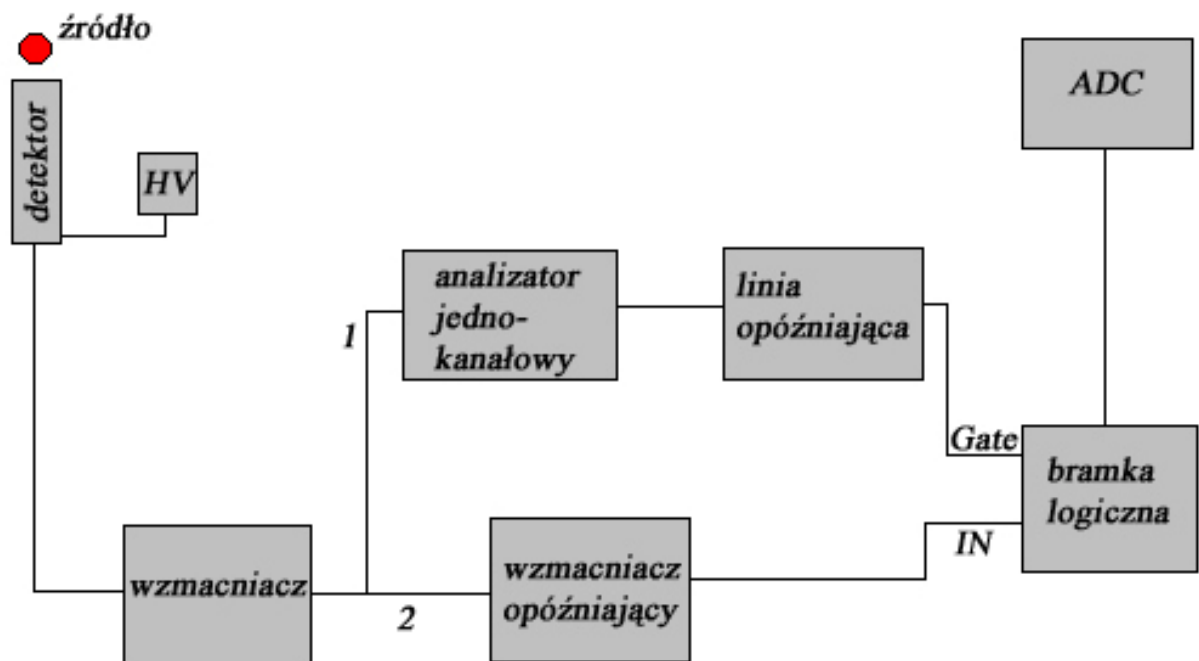 źródło
ADC
detektor
HV
analizator
jedno-
kanałowy
linia
opóźniająca
1
Gate
bramka
logiczna
IN
wzmacniacz
2
wzmacniacz
opóźniający